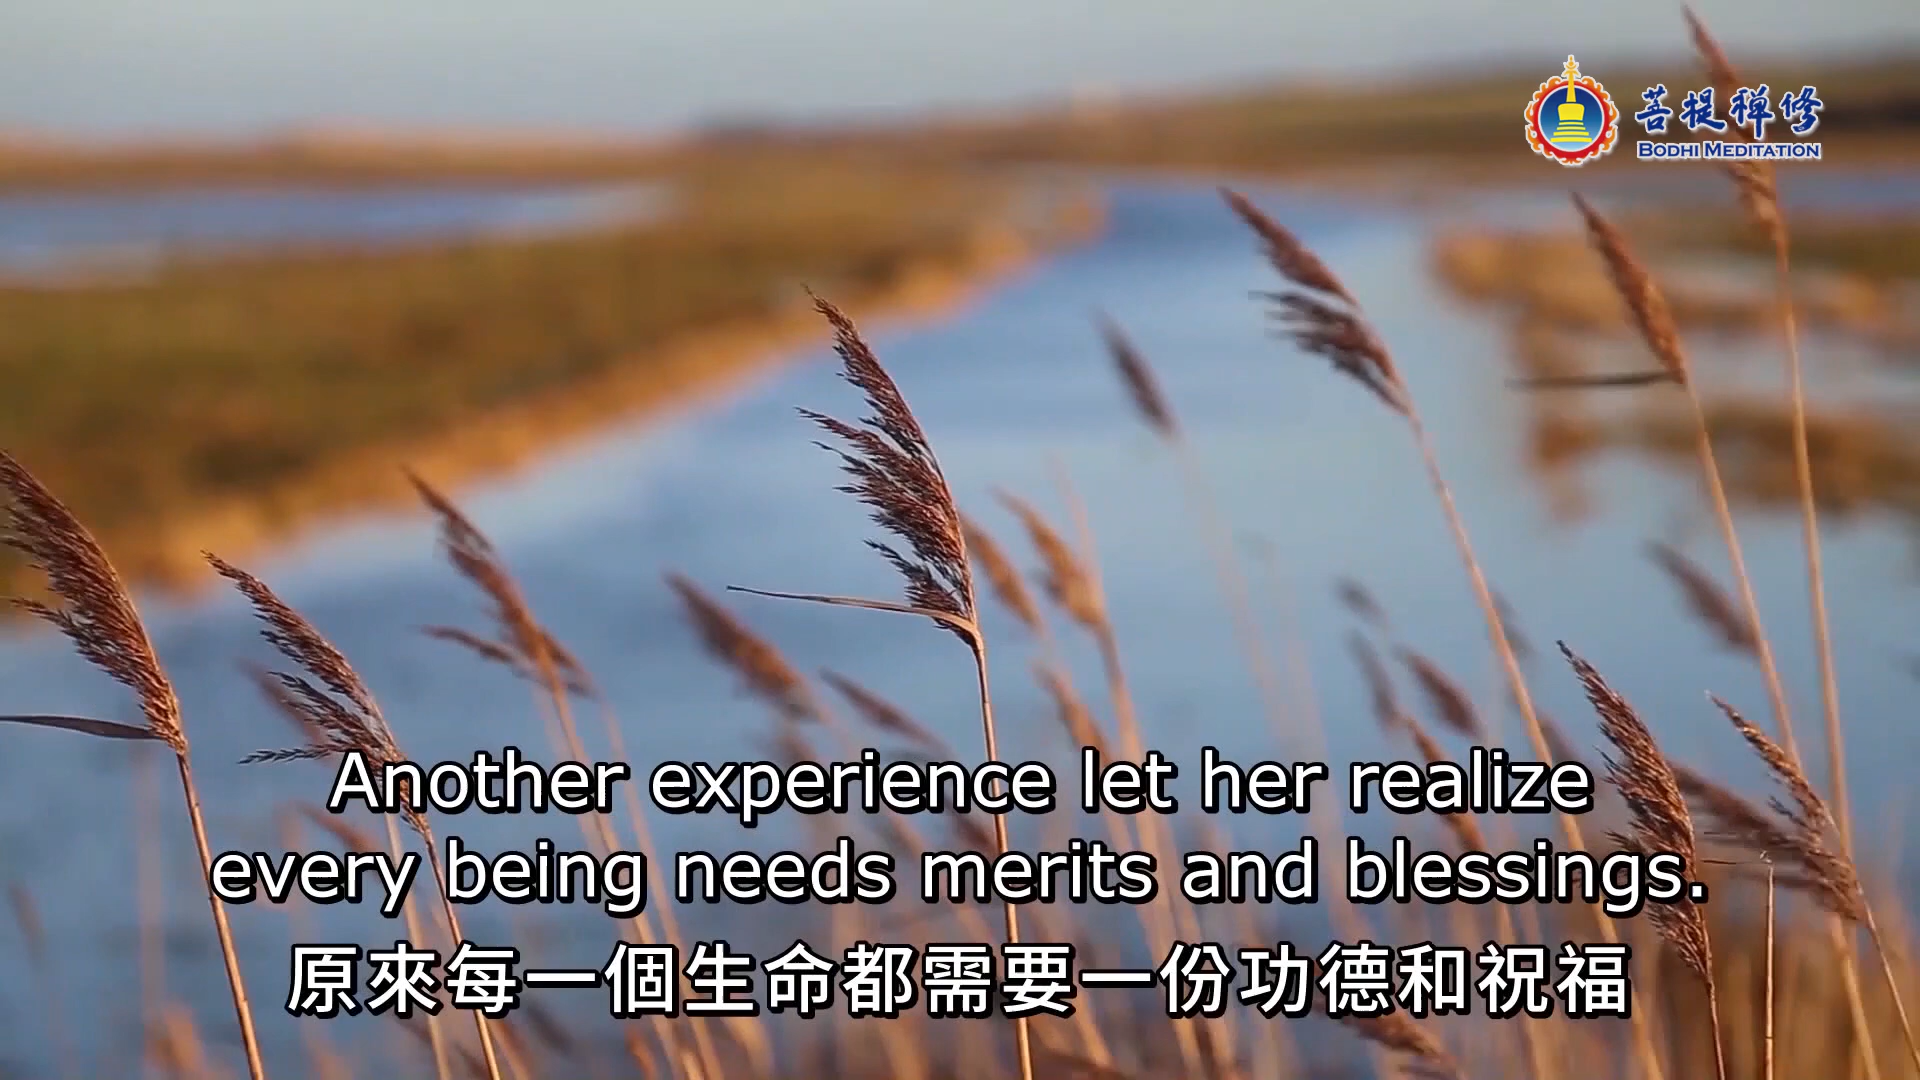 菩提禪修
BODHI MEDITATION
Another experience let her realize
every being needs merits and blessings.
原來每一個生命都需要一份功德和祝福